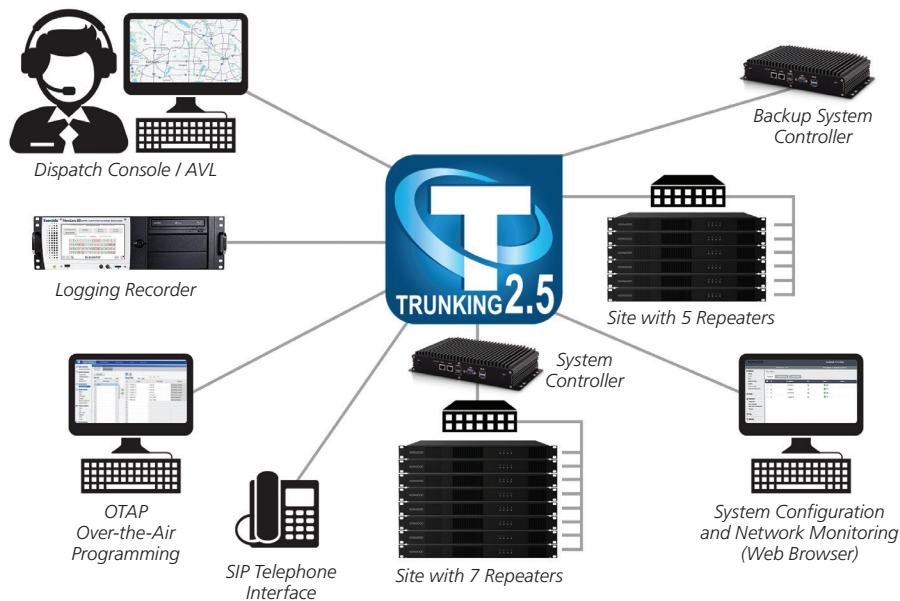 Dispatch Console / AVL
Backup System
Controller
T
TRUNKING 2.5
Logging Recorder
Eventide
Site with 5 Repeaters
System
Controller
OTAP
Over-the-Air
Programming
SIP Telephone
Interface
Site with 7 Repeaters
System Configuration
and Network Monitoring
(Web Browser)